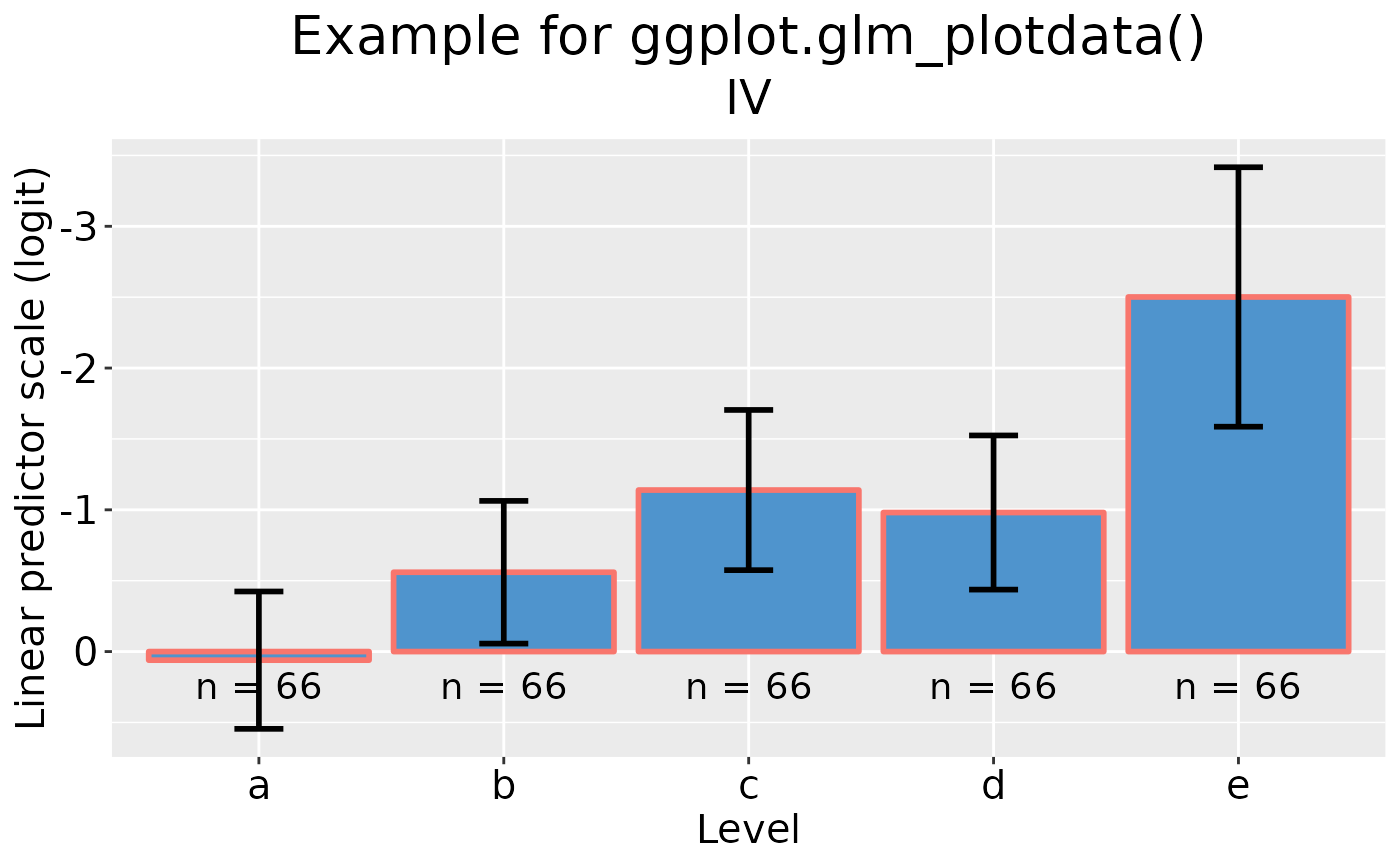 Example for ggplot.glm_plotdata()
IV
Linear predictor scale (logit)
-3
-2
-1
0
n = 66
n = 66
n = 66
n = 66
n = 66
a
b
c
d
e
Level